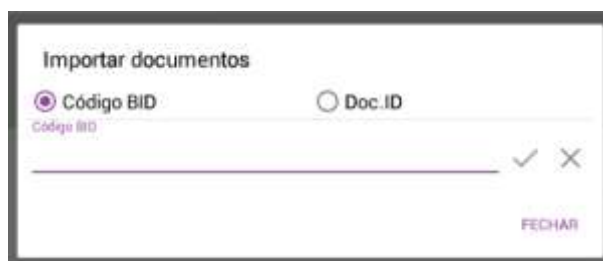 Importar documentos
Código BID
Doc.ID
Código BID
FECHAR